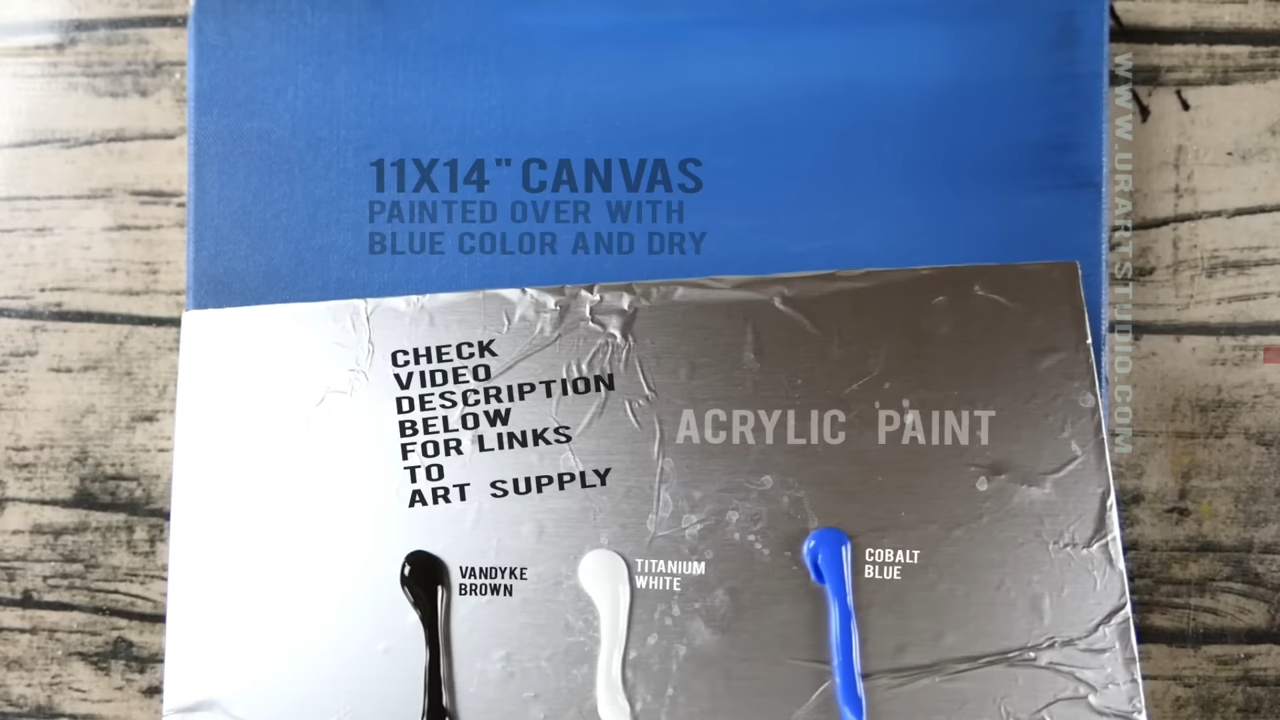 11X14" CANVAS
PAINTED OVER WITH
BLUE COLOR AND DRY
WWW.URARTSTUDIO.COM
CHECK
VIDEO
DESCRIPTION
BELOW
FOR LINKS
TO
ART SUPPLY
ACRYLIC PAINT
VANDYKE
BROWN
TITANIUM
WHITE
COBALT
BLUE